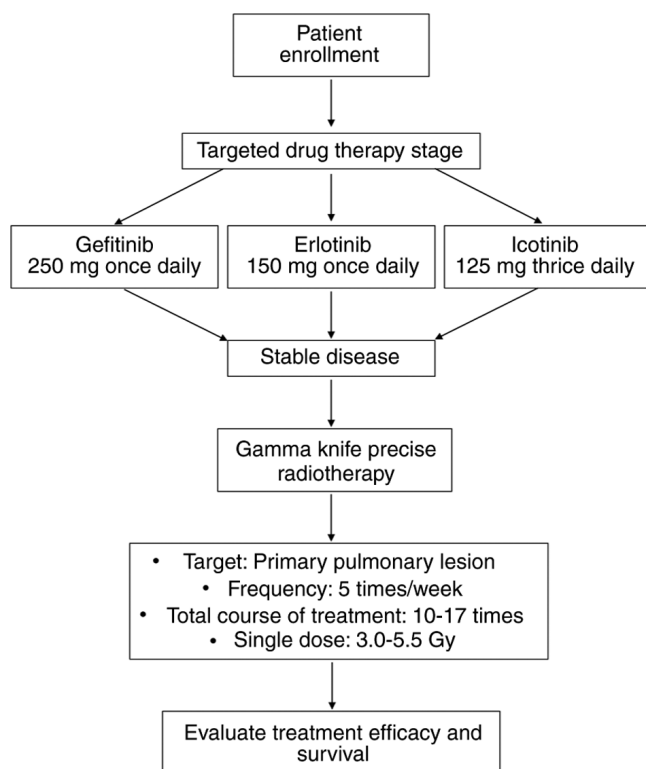 Patient
enrollment
Targeted drug therapy stage
Gefitinib
250 mg once daily
Erlotinib
150 mg once daily
Icotinib
125 mg thrice daily
Stable disease
Gamma knife precise
radiotherapy
• Target: Primary pulmonary lesion
• Frequency: 5 times/week
• Total course of treatment: 10-17 times
• Single dose: 3.0-5.5 Gy
Evaluate treatment efficacy and
survival